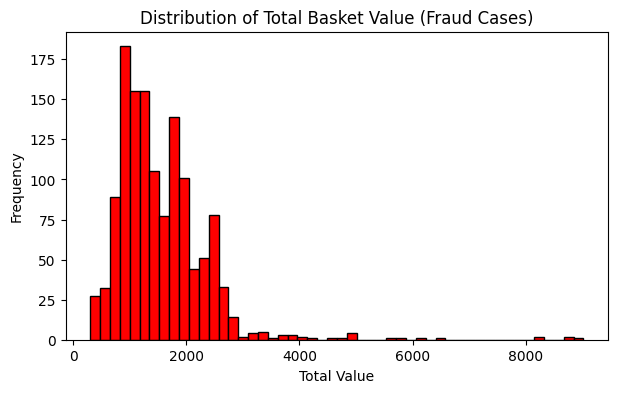 Distribution of Total Basket Value (Fraud Cases)
175
150
125
100
75
50
25
0
Frequency
0 2000 4000 6000 8000
Total Value